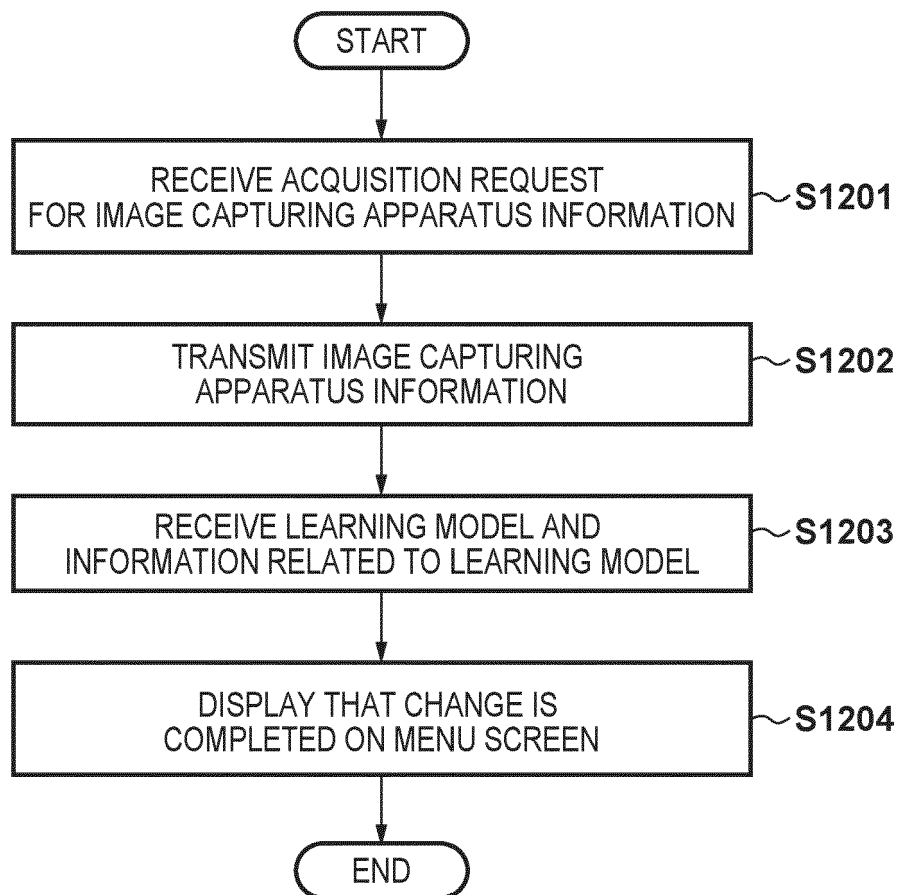 START
RECEIVE ACQUISITION REQUEST
FOR IMAGE CAPTURING APPARATUS INFORMATION
S1201
TRANSMIT IMAGE CAPTURING
APPARATUS INFORMATION
S1202
RECEIVE LEARNING MODEL AND
INFORMATION RELATED TO LEARNING MODEL
S1203
DISPLAY THAT CHANGE IS
COMPLETED ON MENU SCREEN
S1204
END